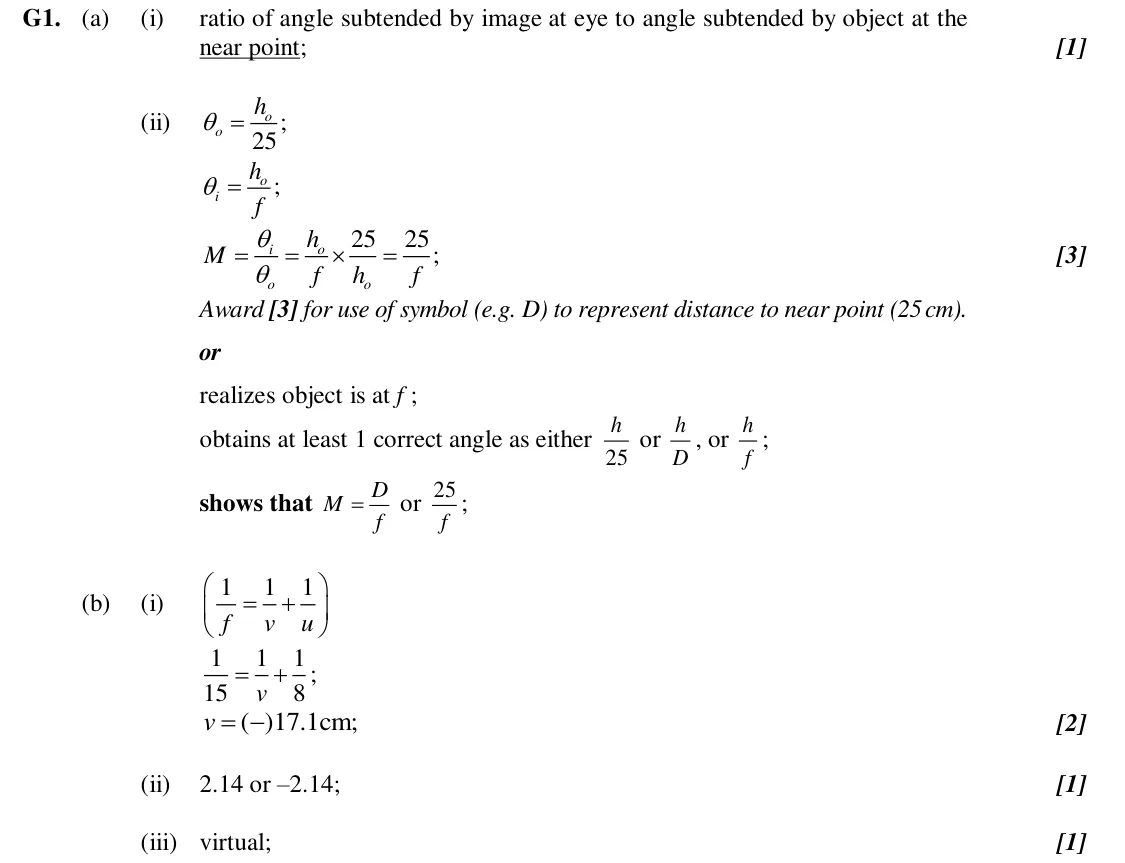 G1. (a) (i) ratio of angle subtended by image at eye to angle subtended by object at the
near point; [1]
(ii) θ_o = h_o/25;
θ_i = h_o/f;
M = θ_i/θ_o = h_o/f × 25/h_o = 25/f; [3]
Award [3] for use of symbol (e.g. D) to represent distance to near point (25 cm).
or
realizes object is at f ;
obtains at least 1 correct angle as either h/25 or h/D , or h/f ;
shows that M = D/f or 25/f ;
(b) (i) (1/f = 1/v + 1/u)
1/15 = 1/v + 1/8;
v = (−)17.1cm; [2]
(ii) 2.14 or –2.14; [1]
(iii) virtual; [1]